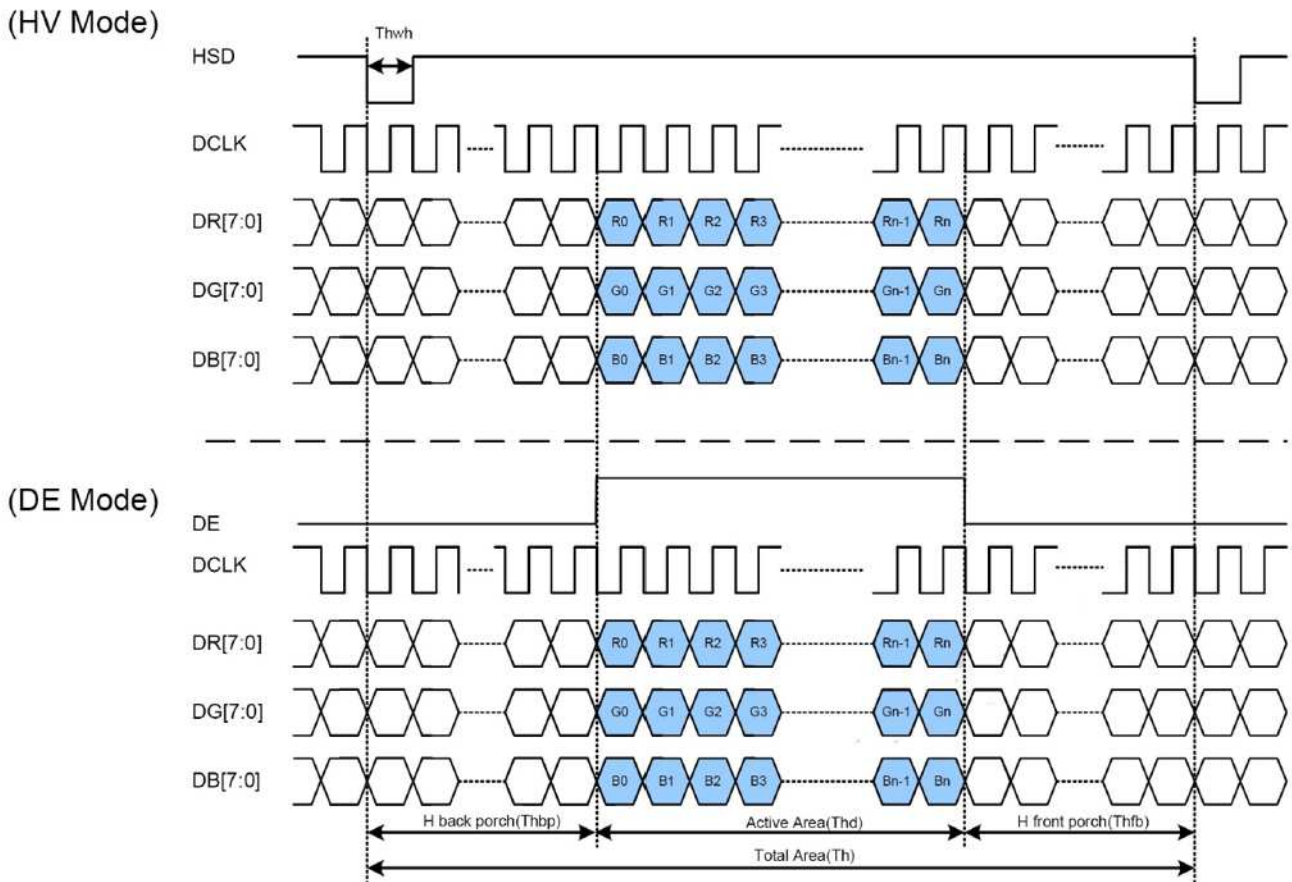 (HV Mode)
Thwh
HSD
DCLK
DR[7:0] R0 R1 R2 R3 Rn-1 Rn
DG[7:0] G0 G1 G2 G3 Gn-1 Gn
DB[7:0] B0 B1 B2 B3 Bn-1 Bn
(DE Mode)
DE
DCLK
DR[7:0] R0 R1 R2 R3 Rn-1 Rn
DG[7:0] G0 G1 G2 G3 Gn-1 Gn
DB[7:0] B0 B1 B2 B3 Bn-1 Bn
H back porch(Thbp) Active Area(Thd) H front porch(Thfb)
Total Area(Th)